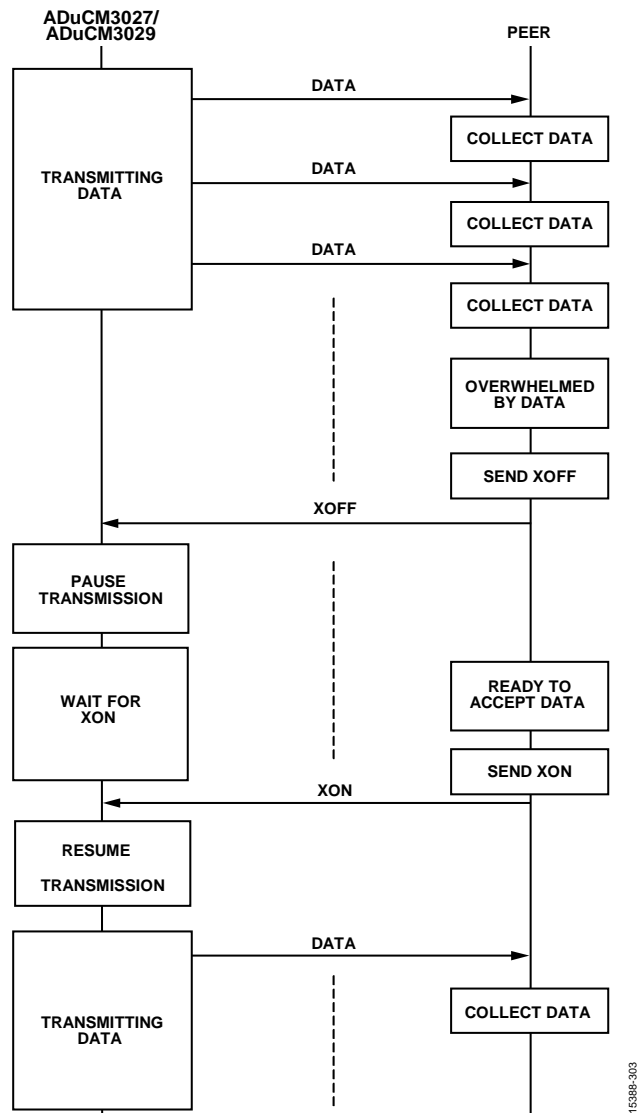 ADuCM3027/
ADuCM3029
PEER
DATA
COLLECT DATA
TRANSMITTING
DATA
DATA
COLLECT DATA
DATA
COLLECT DATA
OVERWHELMED
BY DATA
SEND XOFF
XOFF
PAUSE
TRANSMISSION
WAIT FOR
XON
READY TO
ACCEPT DATA
SEND XON
XON
RESUME
TRANSMISSION
DATA
COLLECT DATA
TRANSMITTING
DATA
15388-303